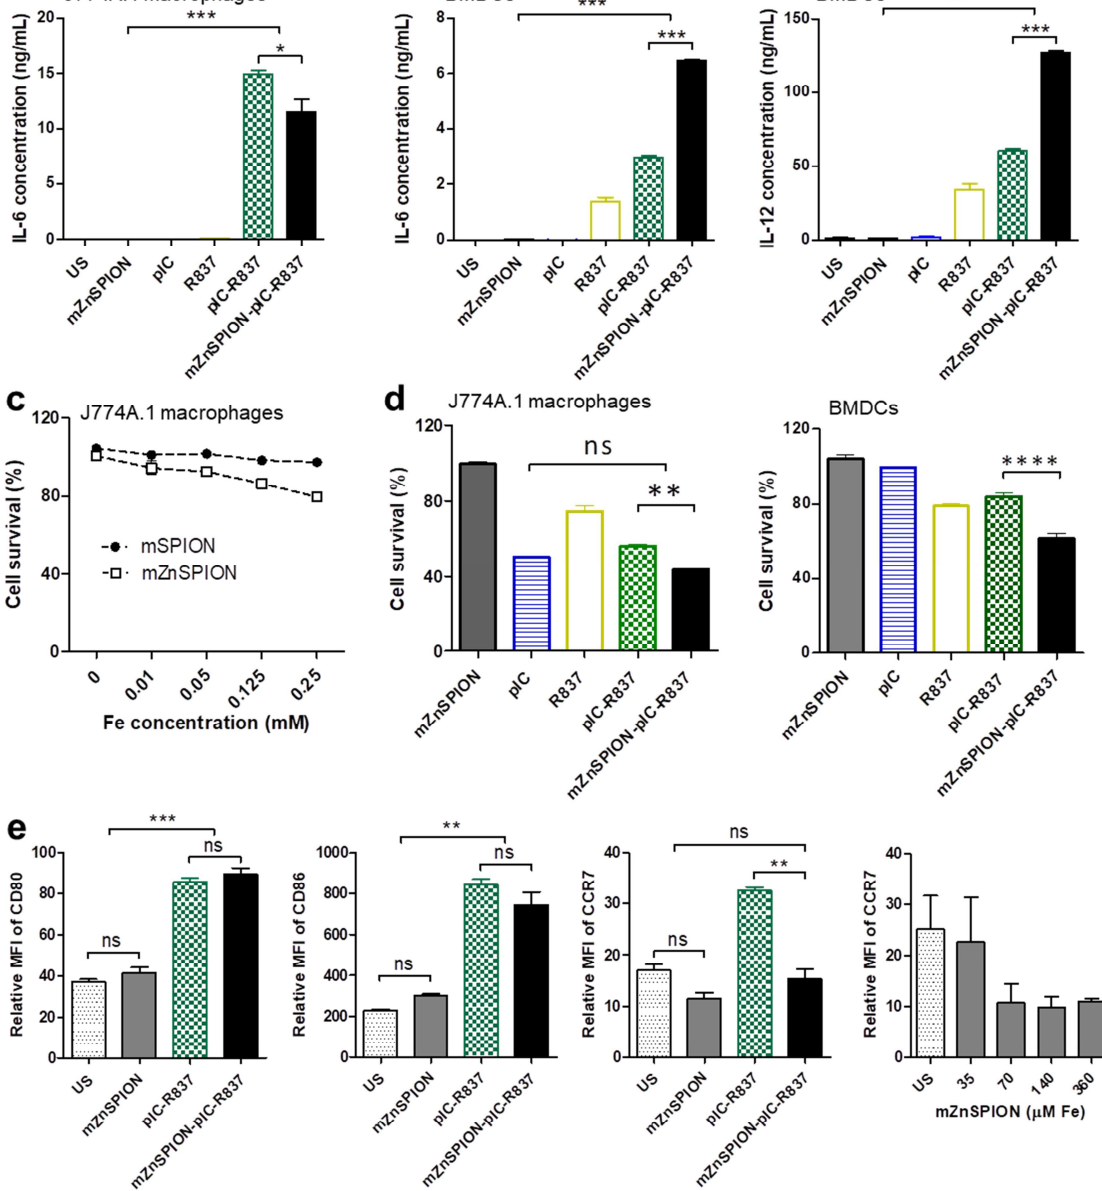 ***
*
20
15
10
5
0
IL-6 concentration (ng/mL)
US
mZnSPION
pIC
R837
pIC-R837
mZnSPION-pIC-R837
***
***
8
6
4
2
0
IL-6 concentration (ng/mL)
US
mZnSPION
pIC
R837
pIC-R837
mZnSPION-pIC-R837
***
150
100
50
0
IL-12 concentration (ng/mL)
US
mZnSPION
pIC
R837
pIC-R837
mZnSPION-pIC-R837
c
J774A.1 macrophages
120
80
40
0
Cell survival (%)
mSPION
mZnSPION
0
0.01
0.05
0.125
0.25
Fe concentration (mM)
d
J774A.1 macrophages
120
80
40
0
Cell survival (%)
ns
**
mZnSPION
pIC
R837
pIC-R837
mZnSPION-pIC-R837
BMDCs
120
80
40
0
Cell survival (%)
****
mZnSPION
pIC
R837
pIC-R837
mZnSPION-pIC-R837
e
***
ns
ns
100
80
60
40
20
0
Relative MFI of CD80
US
mZnSPION
pIC-R837
mZnSPION-pIC-R837
**
ns
ns
1000
800
600
400
200
0
Relative MFI of CD86
US
mZnSPION
pIC-R837
mZnSPION-pIC-R837
ns
**
ns
40
30
20
10
0
Relative MFI of CCR7
US
mZnSPION
pIC-R837
mZnSPION-pIC-R837
40
30
20
10
0
Relative MFI of CCR7
US
35
70
140
360
mZnSPION (µM Fe)